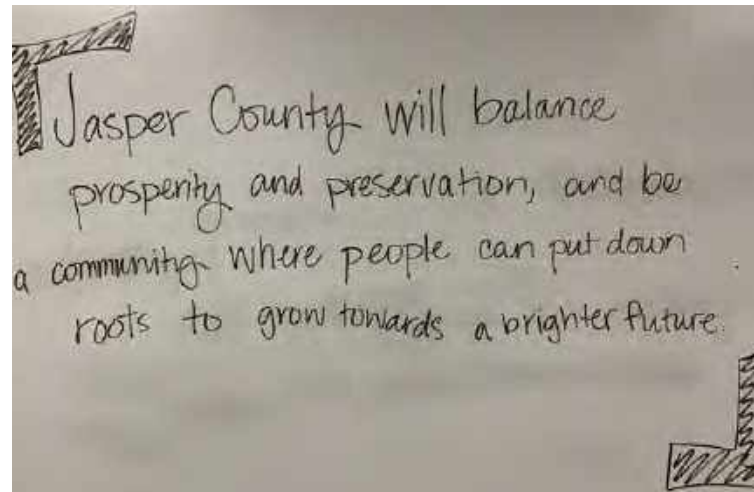 Jasper County will balance
prosperity and preservation, and be
a community where people can put down
roots to grow towards a brighter future.